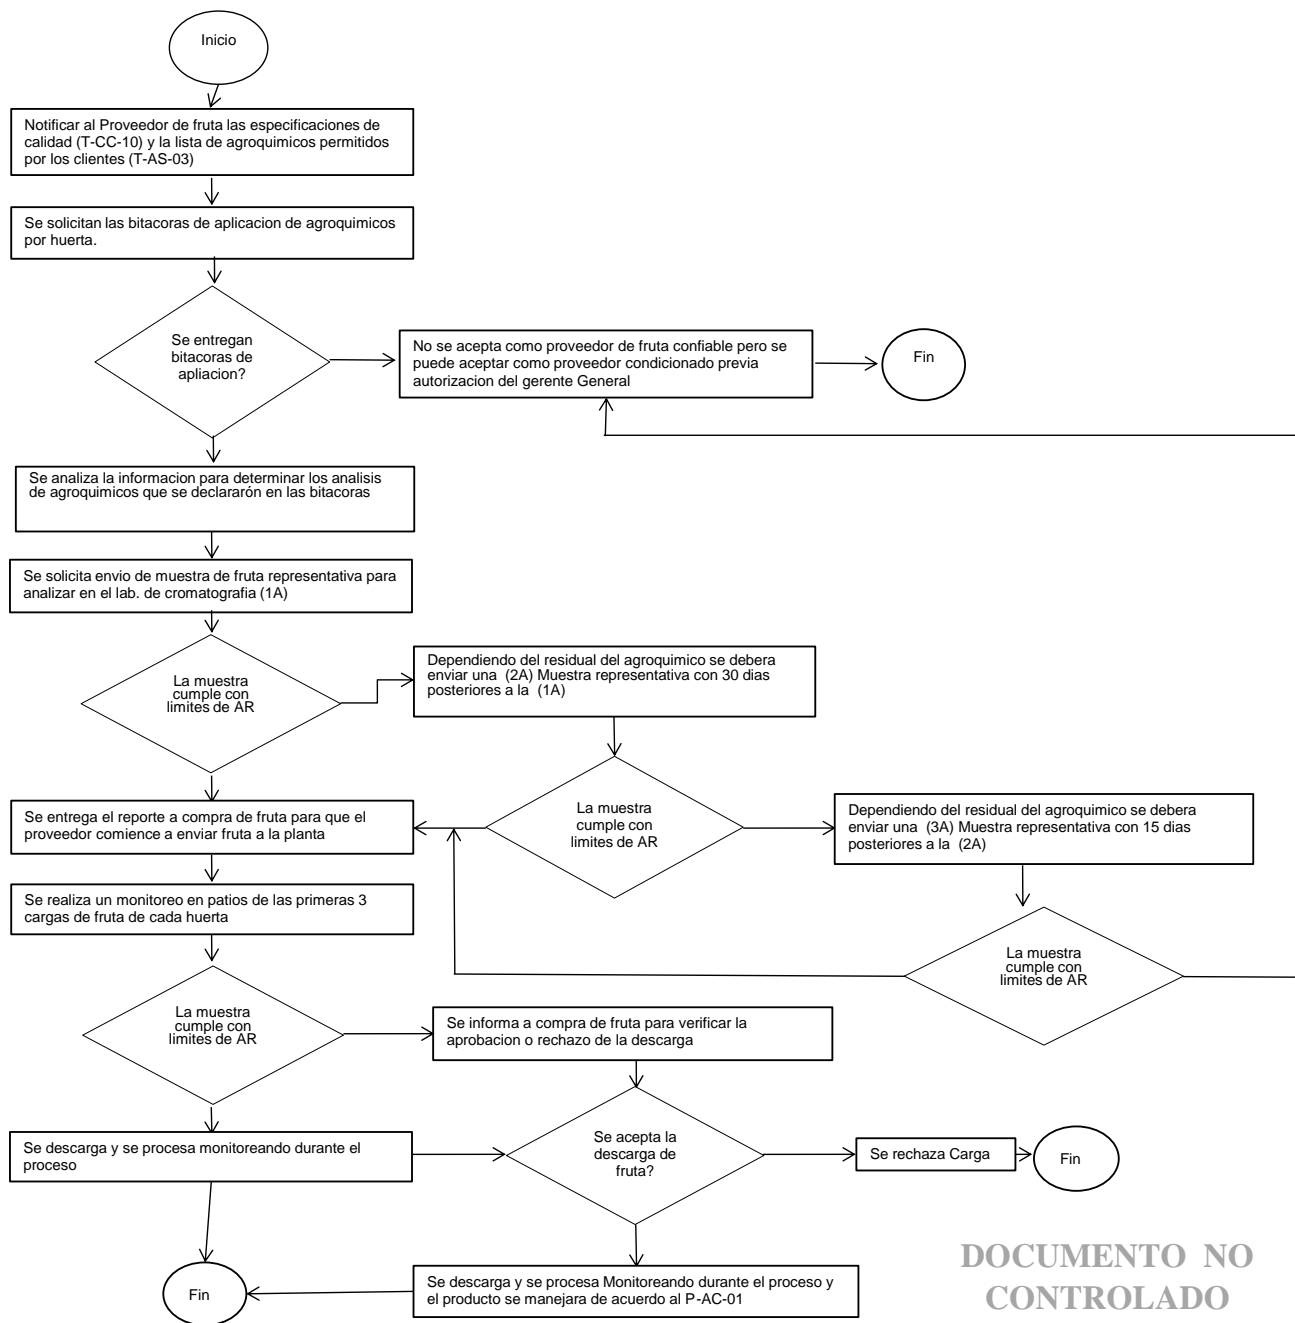 Inicio
Notificar al Proveedor de fruta las especificaciones de
calidad (T-CC-10) y la lista de agroquimicos permitidos
por los clientes (T-AS-03)
Se solicitan las bitacoras de aplicacion de agroquimicos
por huerta.
Se entregan
bitacoras de
apliacion?
No se acepta como proveedor de fruta confiable pero se
puede aceptar como proveedor condicionado previa
autorizacion del gerente General
Fin
Se analiza la informacion para determinar los analisis
de agroquimicos que se declararón en las bitacoras
Se solicita envio de muestra de fruta representativa para
analizar en el lab. de cromatografia (1A)
La muestra
cumple con
limites de AR
Dependiendo del residual del agroquimico se debera
enviar una (2A) Muestra representativa con 30 dias
posteriores a la (1A)
Se entrega el reporte a compra de fruta para que el
proveedor comience a enviar fruta a la planta
La muestra
cumple con
limites de AR
Dependiendo del residual del agroquimico se debera
enviar una (3A) Muestra representativa con 15 dias
posteriores a la (2A)
Se realiza un monitoreo en patios de las primeras 3
cargas de fruta de cada huerta
La muestra
cumple con
limites de AR
La muestra
cumple con
limites de AR
Se informa a compra de fruta para verificar la
aprobacion o rechazo de la descarga
Se descarga y se procesa monitoreando durante el
proceso
Se acepta la
descarga de
fruta?
Se rechaza Carga
Fin
Fin
Se descarga y se procesa Monitoreando durante el proceso y
el producto se manejara de acuerdo al P-AC-01
DOCUMENTO NO
CONTROLADO